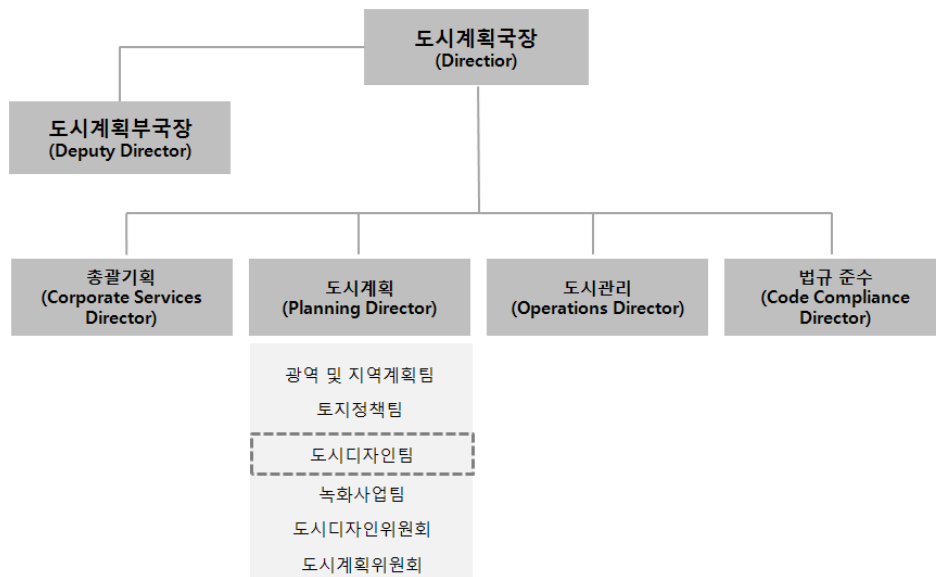 도시계획국장
(Directior)
도시계획부국장
(Deputy Director)
총괄기획
(Corporate Services
Director)
도시계획
(Planning Director)
도시관리
(Operations Director)
법규 준수
(Code Compliance
Director)
광역 및 지역계획팀
토지정책팀
도시디자인팀
녹화사업팀
도시디자인위원회
도시계획위원회